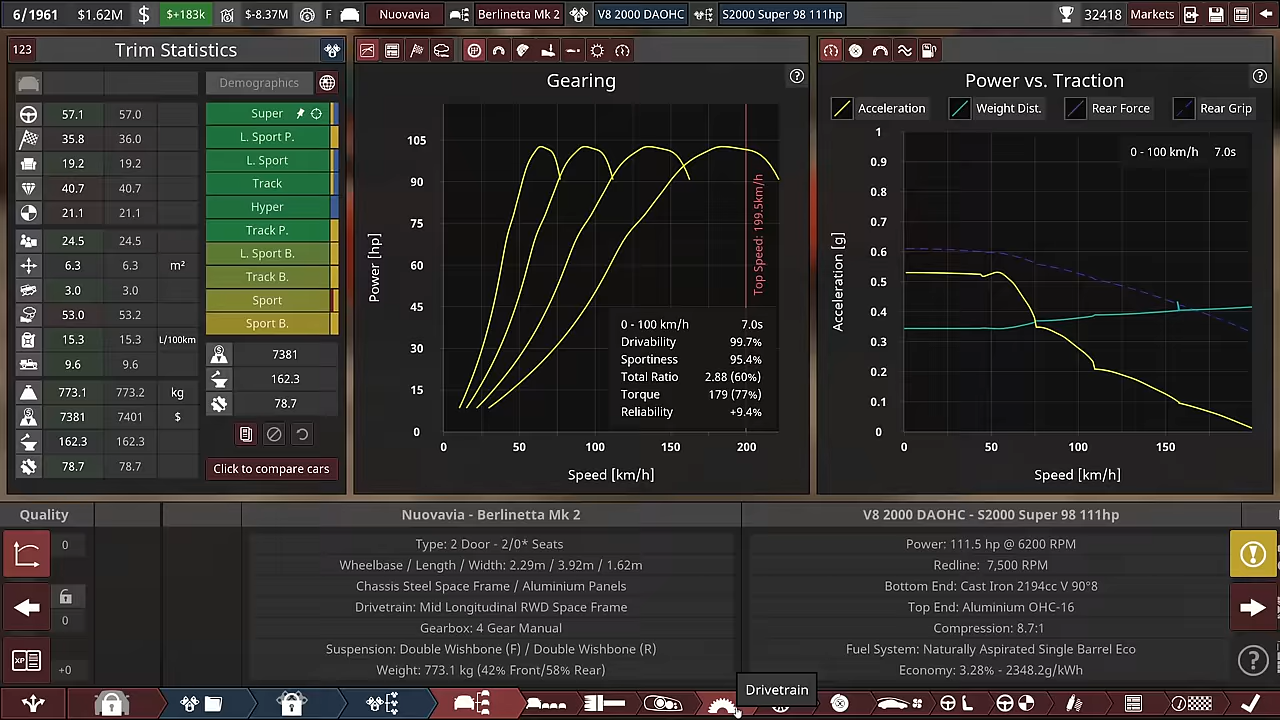 6/1961 $1.62M $ $+183k $-8.37M F Nuovavia Berlinetta Mk 2 V8 2000 DAOHC S2000 Super 98 111hp 32418 Markets
123 Trim Statistics
Demographics
57.1 57.0
35.8 36.0
19.2 19.2
40.7 40.7
21.1 21.1
24.5 24.5
6.3 6.3 m²
3.0 3.0
53.0 53.2
15.3 15.3 L/100km
9.6 9.6
773.1 773.2 kg
7381 7401 $
162.3 162.3
78.7 78.7
Super
L. Sport P.
L. Sport
Track
Hyper
Track P.
L. Sport B.
Track B.
Sport
Sport B.
7381
162.3
78.7
Click to compare cars
Gearing
?
Power [hp]
105
90
75
60
45
30
15
0
0 50 100 150 200
Speed [km/h]
Top Speed: 199.5km/h
0 - 100 km/h 7.0s
Drivability 99.7%
Sportiness 95.4%
Total Ratio 2.88 (60%)
Torque 179 (77%)
Reliability +9.4%
Power vs. Traction
?
Acceleration Weight Dist. Rear Force Rear Grip
0 - 100 km/h 7.0s
Acceleration [g]
1
0.9
0.8
0.7
0.6
0.5
0.4
0.3
0.2
0.1
0
0 50 100 150
Speed [km/h]
Quality
0
0
+0
XP
Nuovavia - Berlinetta Mk 2
Type: 2 Door - 2/0* Seats
Wheelbase / Length / Width: 2.29m / 3.92m / 1.62m
Chassis Steel Space Frame / Aluminium Panels
Drivetrain: Mid Longitudinal RWD Space Frame
Gearbox: 4 Gear Manual
Suspension: Double Wishbone (F) / Double Wishbone (R)
Weight: 773.1 kg (42% Front/58% Rear)
V8 2000 DAOHC - S2000 Super 98 111hp
Power: 111.5 hp @ 6200 RPM
Redline: 7,500 RPM
Bottom End: Cast Iron 2194cc V 90°8
Top End: Aluminium OHC-16
Compression: 8.7:1
Fuel System: Naturally Aspirated Single Barrel Eco
Economy: 3.28% - 2348.2g/kWh
?
Drivetrain